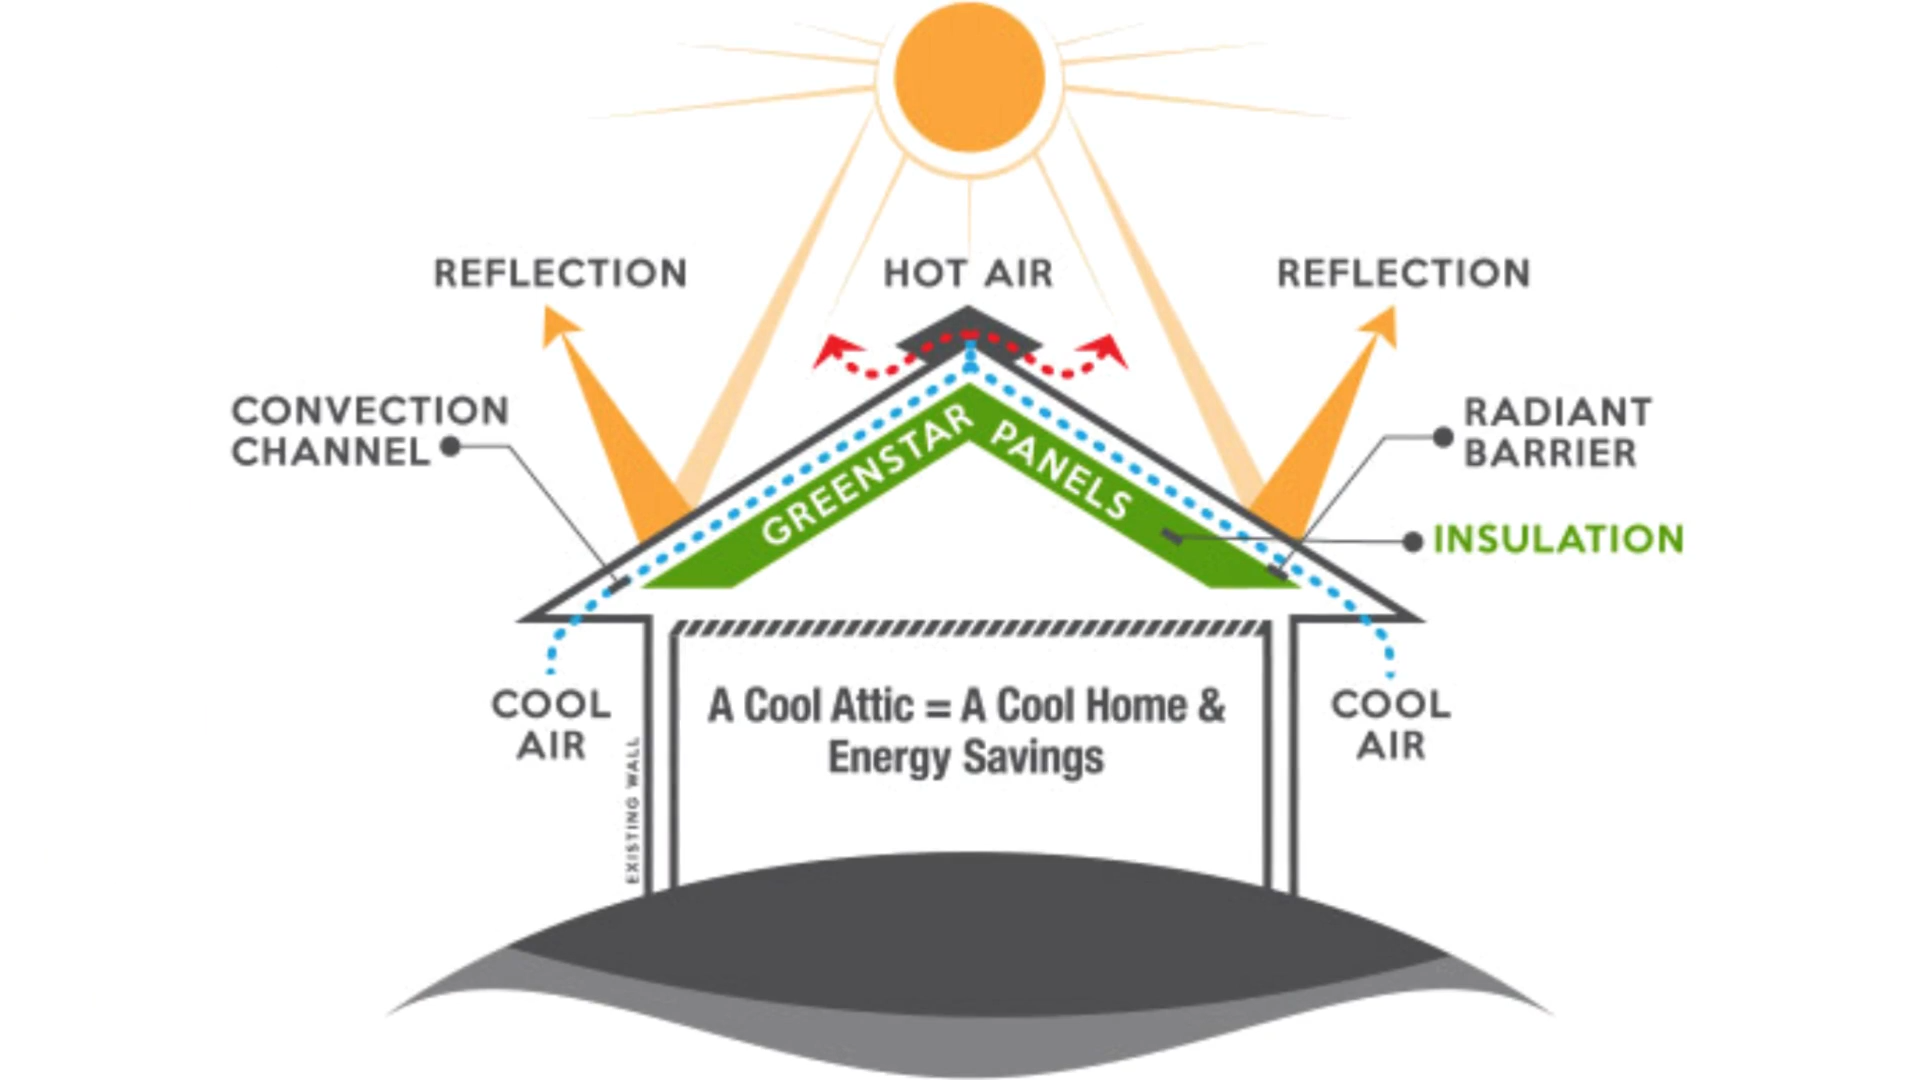 REFLECTION
HOT AIR
REFLECTION
CONVECTION
CHANNEL
RADIANT
BARRIER
GREENSTAR PANELS
INSULATION
COOL
AIR
A Cool Attic = A Cool Home &
Energy Savings
COOL
AIR
EXISTING WALL